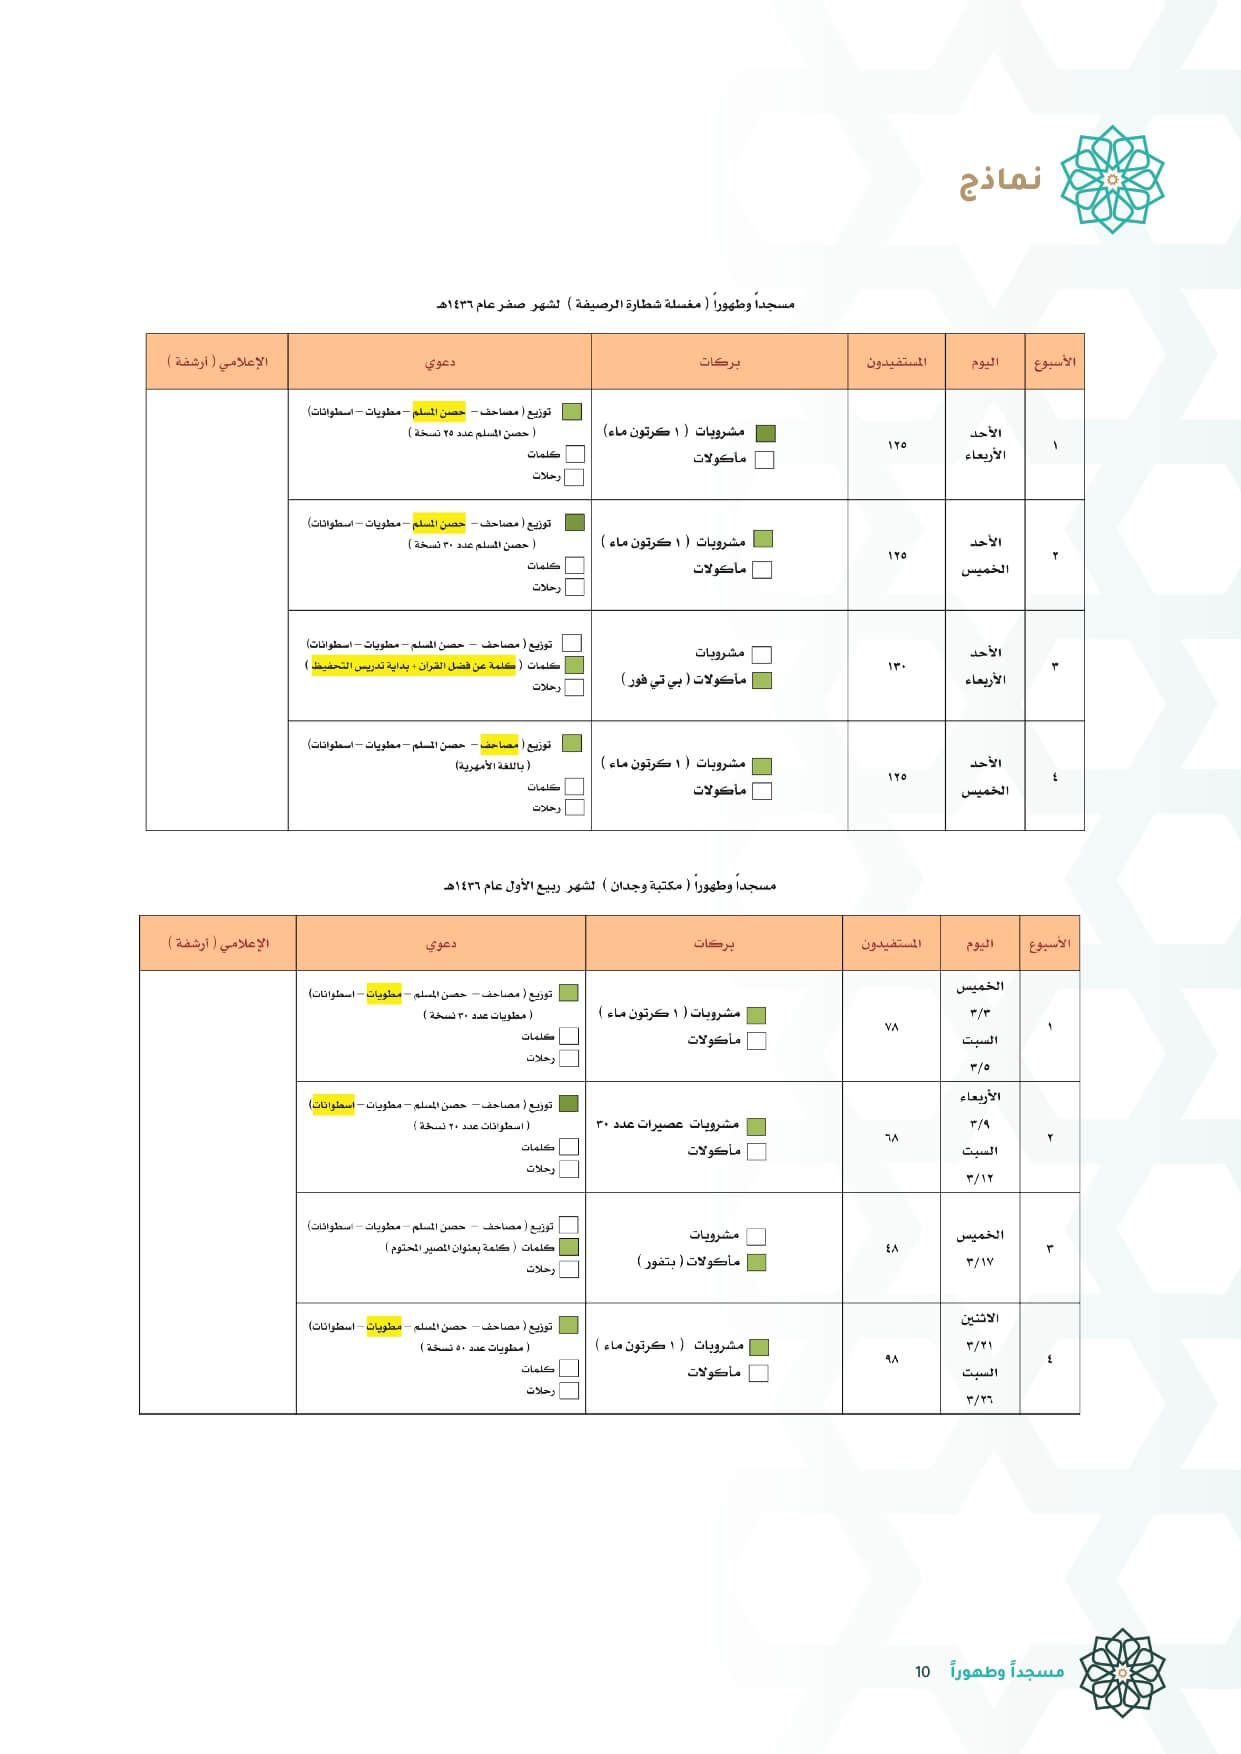 نماذج
مسجداً وطهوراً ( مغسلة شطارة الرصيفة ) لشهر صفر عام ١٤٣٦هـ
الأسبوع اليوم المستفيدون بركات دعوي الإعلامي ( أرشفة )
١
الأحد
الأربعاء
١٢٥
مشروبات ( ١ كرتون ماء)
مأكولات
توزيع ( مصاحف – حصن المسلم – مطويات – اسطوانات)
( حصن المسلم عدد ٢٥ نسخة )
كلمات
رحلات
٢
الأحد
الخميس
١٢٥
مشروبات ( ١ كرتون ماء )
مأكولات
توزيع ( مصاحف – حصن المسلم – مطويات – اسطوانات)
( حصن المسلم عدد ٣٠ نسخة )
كلمات
رحلات
٣
الأحد
الأربعاء
١٣٠
مشروبات
مأكولات ( بي تي فور )
توزيع ( مصاحف – حصن المسلم – مطويات – اسطوانات)
كلمات ( كلمة عن فضل القرآن + بداية تدريس التحفيظ )
رحلات
٤
الأحد
الخميس
١٢٥
مشروبات ( ١ كرتون ماء )
مأكولات
توزيع ( مصاحف – حصن المسلم – مطويات – اسطوانات)
( باللغة الأمهرية)
كلمات
رحلات
مسجداً وطهوراً ( مكتبة وجدان ) لشهر ربيع الأول عام ١٤٣٦هـ
الأسبوع اليوم المستفيدون بركات دعوي الإعلامي ( أرشفة )
١
الخميس
٣/٣
السبت
٣/٥
٧٨
مشروبات ( ١ كرتون ماء )
مأكولات
توزيع ( مصاحف – حصن المسلم – مطويات – اسطوانات)
( مطويات عدد ٣٠ نسخة )
كلمات
رحلات
٢
الأربعاء
٣/٩
السبت
٣/١٢
٦٨
مشروبات عصيرات عدد ٣٠
مأكولات
توزيع ( مصاحف – حصن المسلم – مطويات – اسطوانات)
( اسطوانات عدد ٢٠ نسخة )
كلمات
رحلات
٣
الخميس
٣/١٧
٤٨
مشروبات
مأكولات ( بتفور )
توزيع ( مصاحف – حصن المسلم – مطويات – اسطوانات)
كلمات ( كلمة بعنوان المصير المحتوم )
رحلات
٤
الاثنين
٣/٢١
السبت
٣/٢٦
٩٨
مشروبات ( ١ كرتون ماء )
مأكولات
توزيع ( مصاحف – حصن المسلم – مطويات – اسطوانات)
( مطويات عدد ٥٠ نسخة )
كلمات
رحلات
مسجداً وطهوراً 10